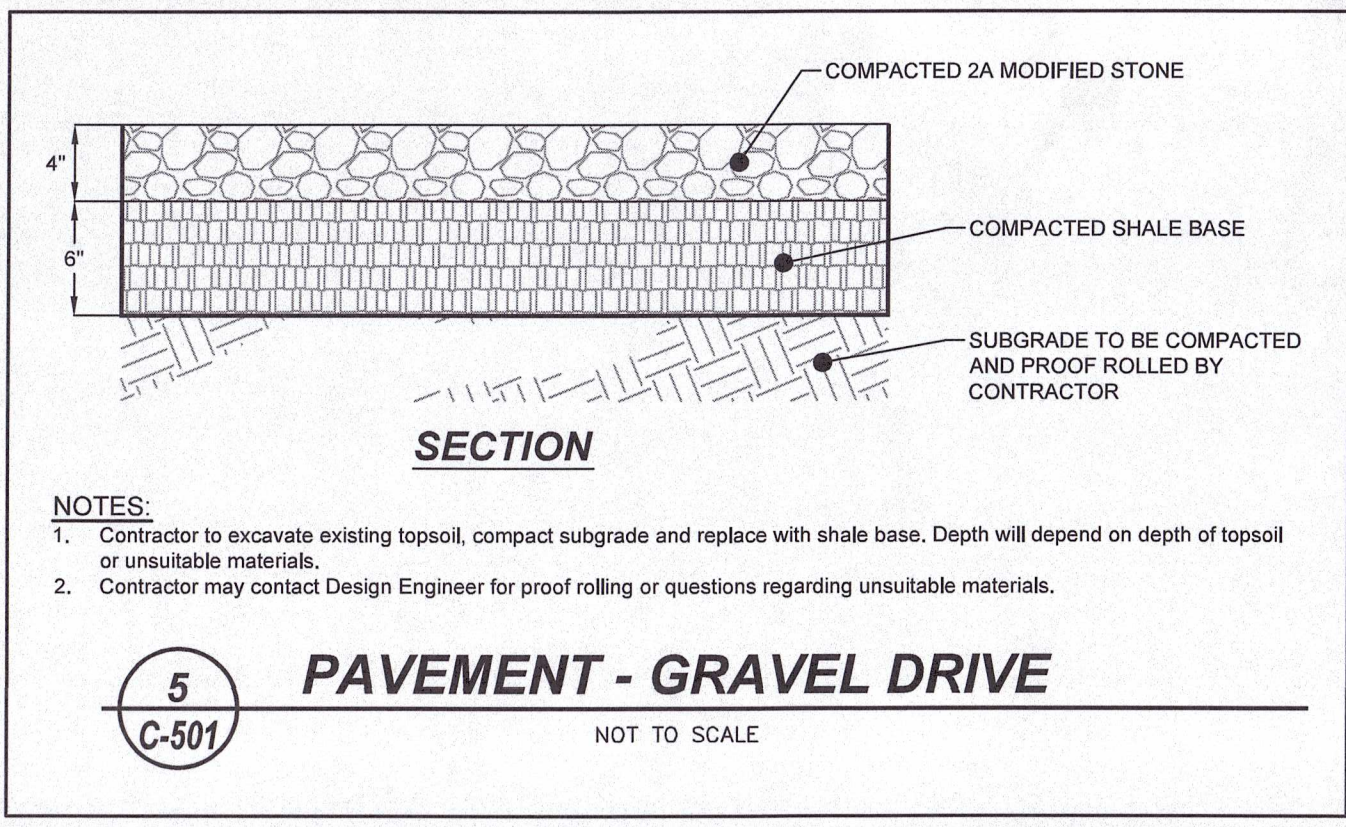 COMPACTED 2A MODIFIED STONE
4"
COMPACTED SHALE BASE
6"
SUBGRADE TO BE COMPACTED
AND PROOF ROLLED BY
CONTRACTOR
SECTION
NOTES:
1. Contractor to excavate existing topsoil, compact subgrade and replace with shale base. Depth will depend on depth of topsoil
or unsuitable materials.
2. Contractor may contact Design Engineer for proof rolling or questions regarding unsuitable materials.
5
C-501
PAVEMENT - GRAVEL DRIVE
NOT TO SCALE